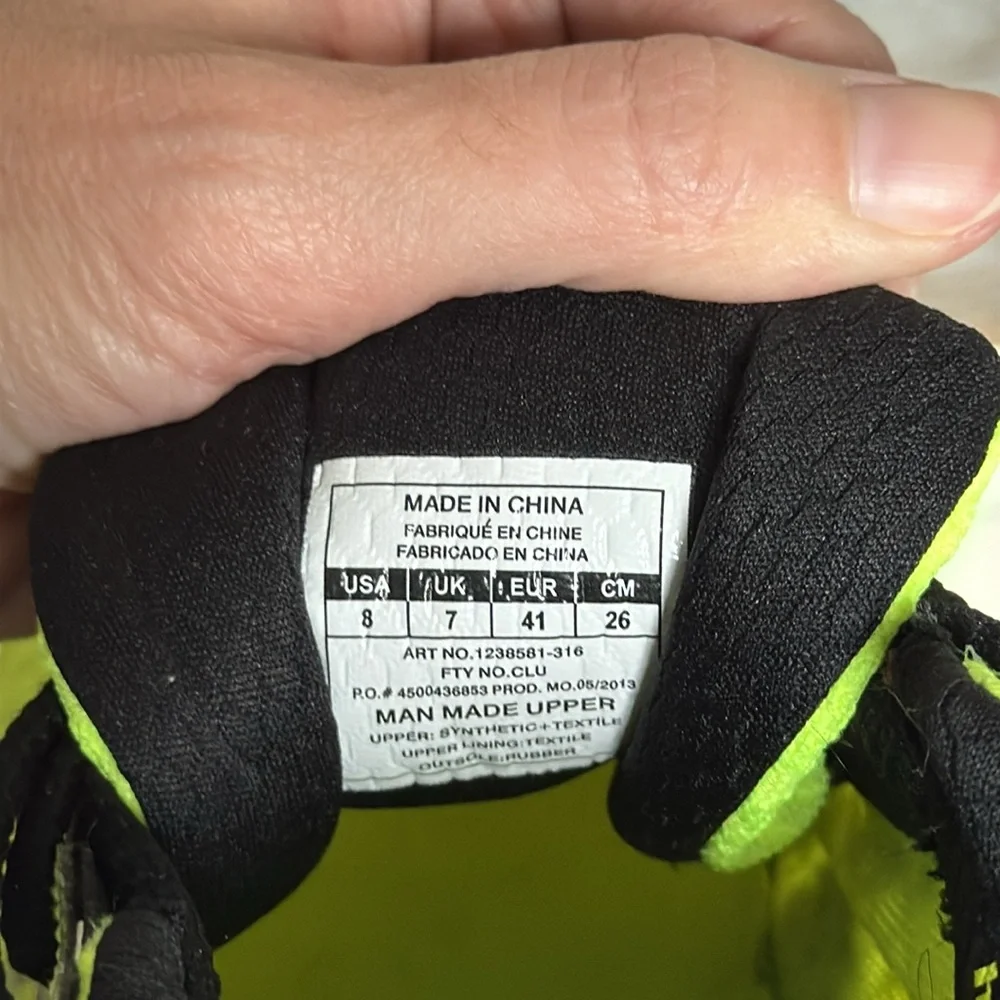 MADE IN CHINA
FABRIQUÉ EN CHINE
FABRICADO EN CHINA
USA UK EUR CM
8 7 41 26
ART NO.1238581-316
FTY NO.CLU
P.O.# 4500436853 PROD. MO.05/2013
MAN MADE UPPER
UPPER: SYNTHETIC+TEXTILE
UPPER LINING:TEXTILE
OUTSOLE:RUBBER